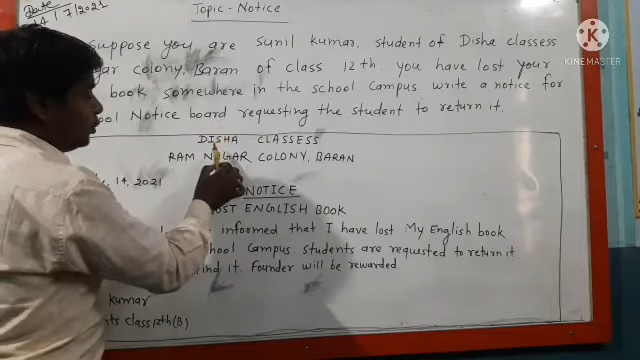 Topic-Notice
Date
14/7/2021
Suppose you are Sunil Kumar, student of Disha classess
colony, Baran of class 12th. You have lost your
book somewhere in the school Campus write a notice for
Notice board requesting the student to return it.
DISHA CLASSESS
RAM NAGAR COLONY, BARAN
14, 2021
NOTICE
LOST ENGLISH BOOK
informed that I have lost My English book
School Campus. Students are requested to return it
find it. Founder will be rewarded.
Kumar
class 12th (B)
KINEMASTER